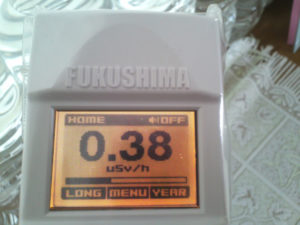 FUKUSHIMA
HOME OFF
0.38
uSv/h
LONG MENU YEAR